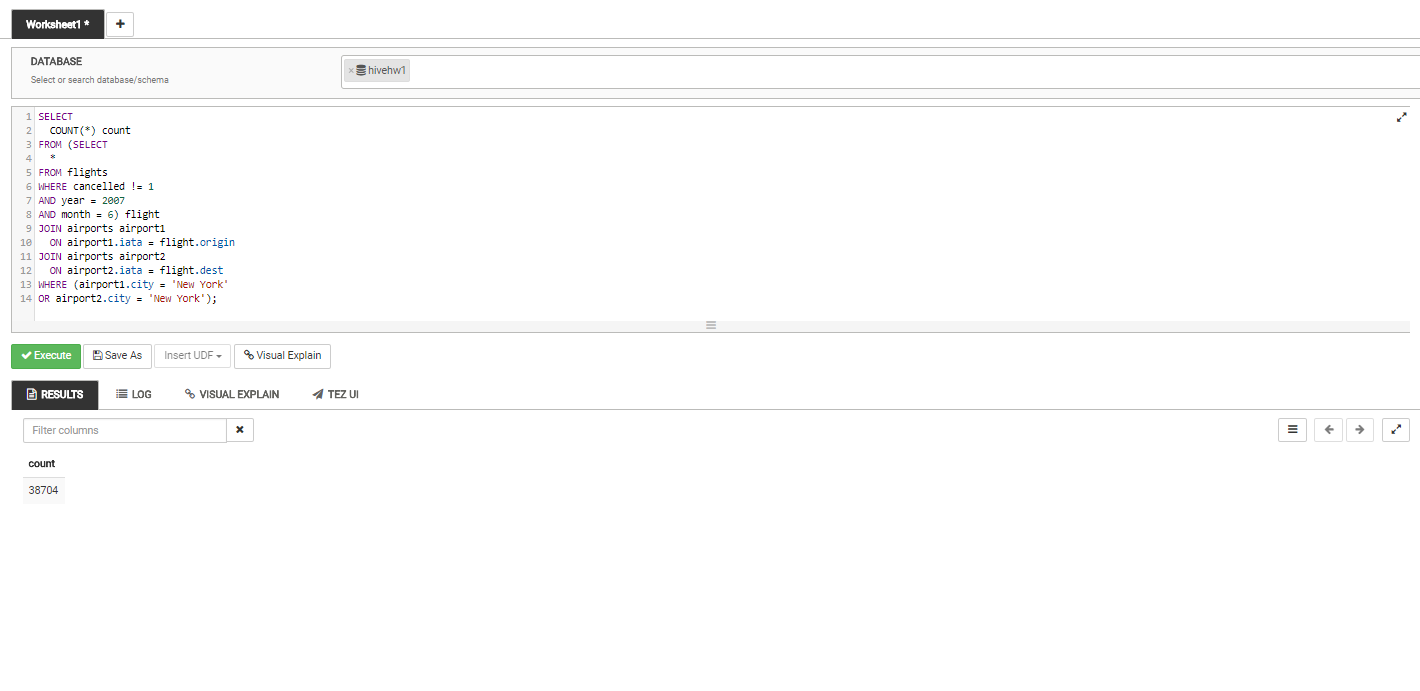 Worksheet1 * +
DATABASE
Select or search database/schema
× hivehw1
1 SELECT
2 COUNT(*) count
3 FROM (SELECT
4 *
5 FROM flights
6 WHERE cancelled != 1
7 AND year = 2007
8 AND month = 6) flight
9 JOIN airports airport1
10 ON airport1.iata = flight.origin
11 JOIN airports airport2
12 ON airport2.iata = flight.dest
13 WHERE (airport1.city = 'New York'
14 OR airport2.city = 'New York');
Execute Save As Insert UDF Visual Explain
RESULTS LOG VISUAL EXPLAIN TEZ UI
Filter columns
count
38704